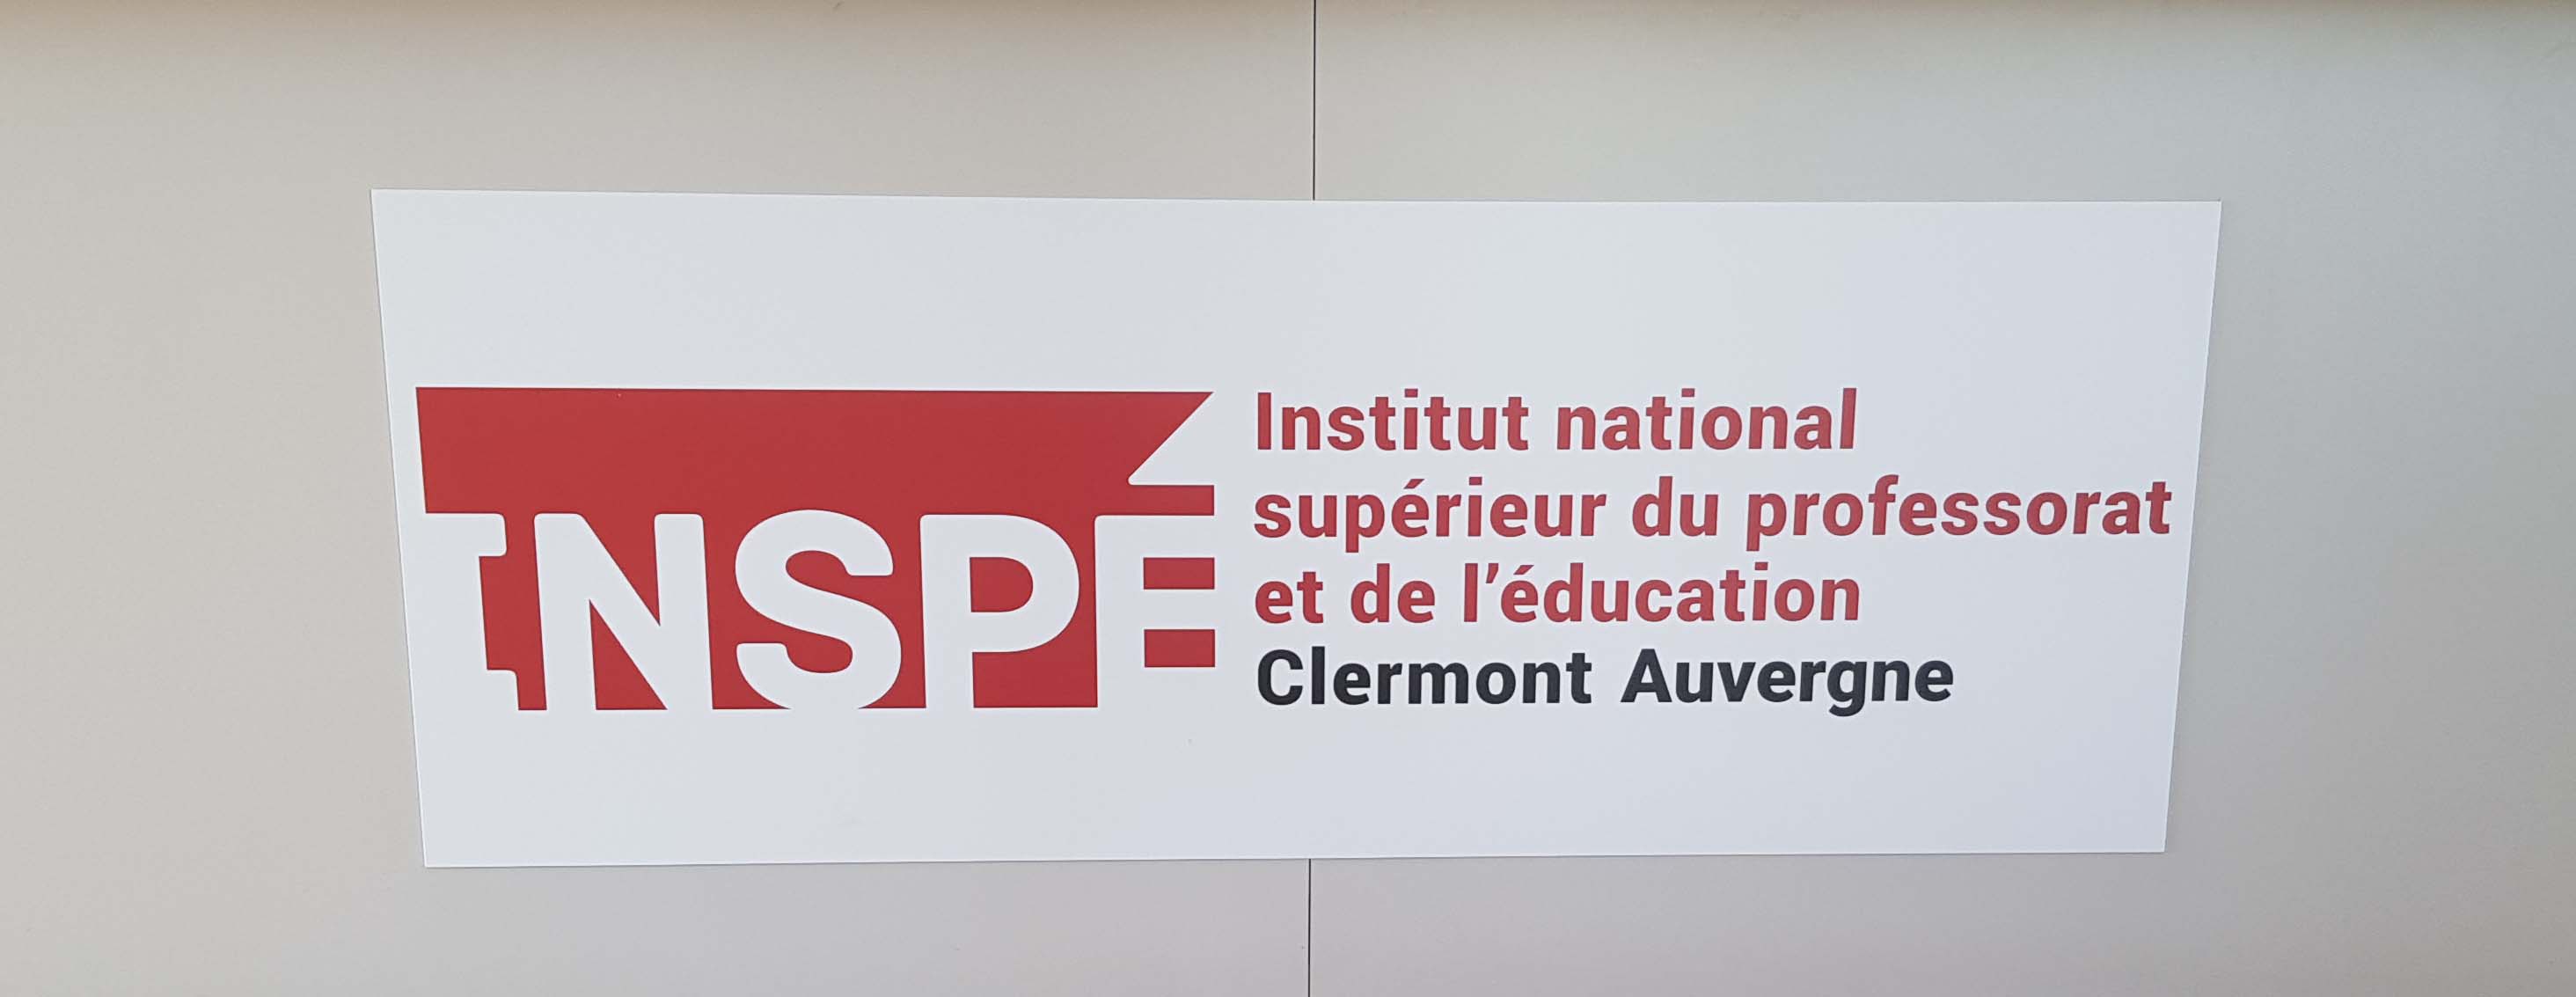 INSPÉ
Institut national
supérieur du professorat
et de l'éducation
Clermont Auvergne